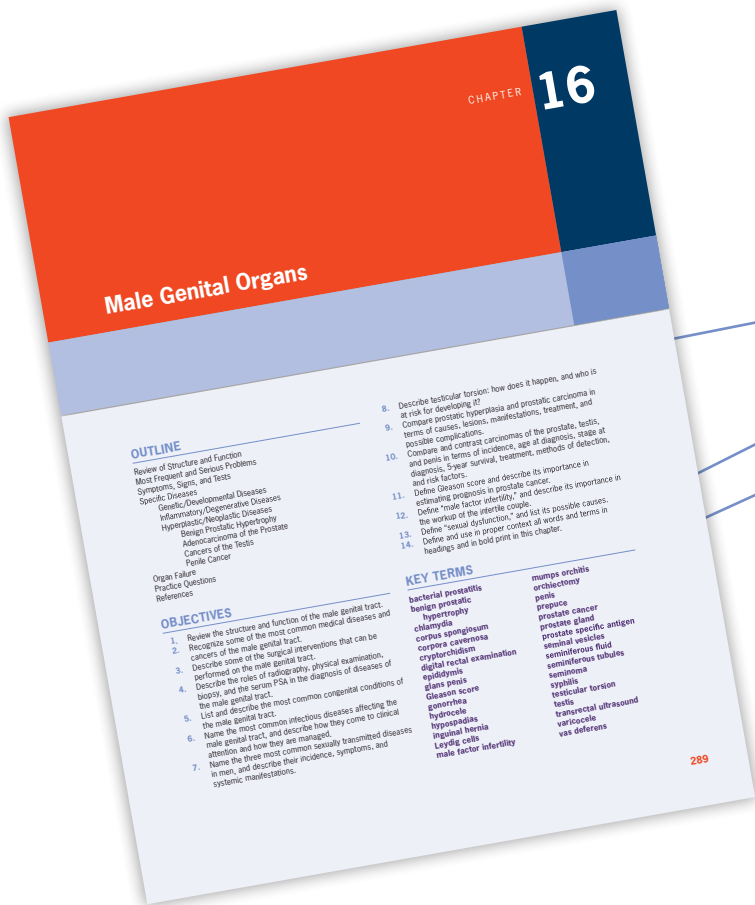 CHAPTER 16
Male Genital Organs
OUTLINE
Review of Structure and Function
Most Frequent and Serious Problems
Symptoms, Signs, and Tests
Specific Diseases
Genetic/Developmental Diseases
Inflammatory/Degenerative Diseases
Hyperplastic/Neoplastic Diseases
Benign Prostatic Hypertrophy
Adenocarcinoma of the Prostate
Cancers of the Testis
Penile Cancer
Organ Failure
Practice Questions
References
OBJECTIVES
1. Review the structure and function of the male genital tract.
2. Recognize some of the most common medical diseases and
cancers of the male genital tract.
3. Describe some of the surgical interventions that can be
performed on the male genital tract.
4. Describe the roles of radiography, physical examination,
biopsy, and the serum PSA in the diagnosis of diseases of
the male genital tract.
5. List and describe the most common congenital conditions of
the male genital tract.
6. Name the most common infectious diseases affecting the
male genital tract, and describe how they come to clinical
attention and how they are managed.
7. Name the three most common sexually transmitted diseases
in men, and describe their incidence, symptoms, and
systemic manifestations.
8. Describe testicular torsion: how does it happen, and who is
at risk for developing it?
9. Compare prostatic hyperplasia and prostatic carcinoma in
terms of causes, lesions, manifestations, treatment, and
possible complications.
10. Compare and contrast carcinomas of the prostate, testis,
and penis in terms of incidence, age at diagnosis, stage at
diagnosis, 5-year survival, treatment, methods of detection,
and risk factors.
11. Define Gleason score and describe its importance in
estimating prognosis in prostate cancer.
12. Define "male factor infertility," and describe its importance in
the workup of the infertile couple.
13. Define "sexual dysfunction," and list its possible causes.
14. Define and use in proper context all words and terms in
headings and in bold print in this chapter.
KEY TERMS
bacterial prostatitis
benign prostatic
hypertrophy
chlamydia
corpus spongiosum
corpora cavernosa
cryptorchidism
digital rectal examination
epididymis
glans penis
Gleason score
gonorrhea
hydrocele
hypospadias
inguinal hernia
Leydig cells
male factor infertility
mumps orchitis
orchiectomy
penis
prepuce
prostate cancer
prostate gland
prostate specific antigen
seminal vesicles
seminiferous fluid
seminiferous tubules
seminoma
syphilis
testicular torsion
testis
transrectal ultrasound
varicocele
vas deferens
289